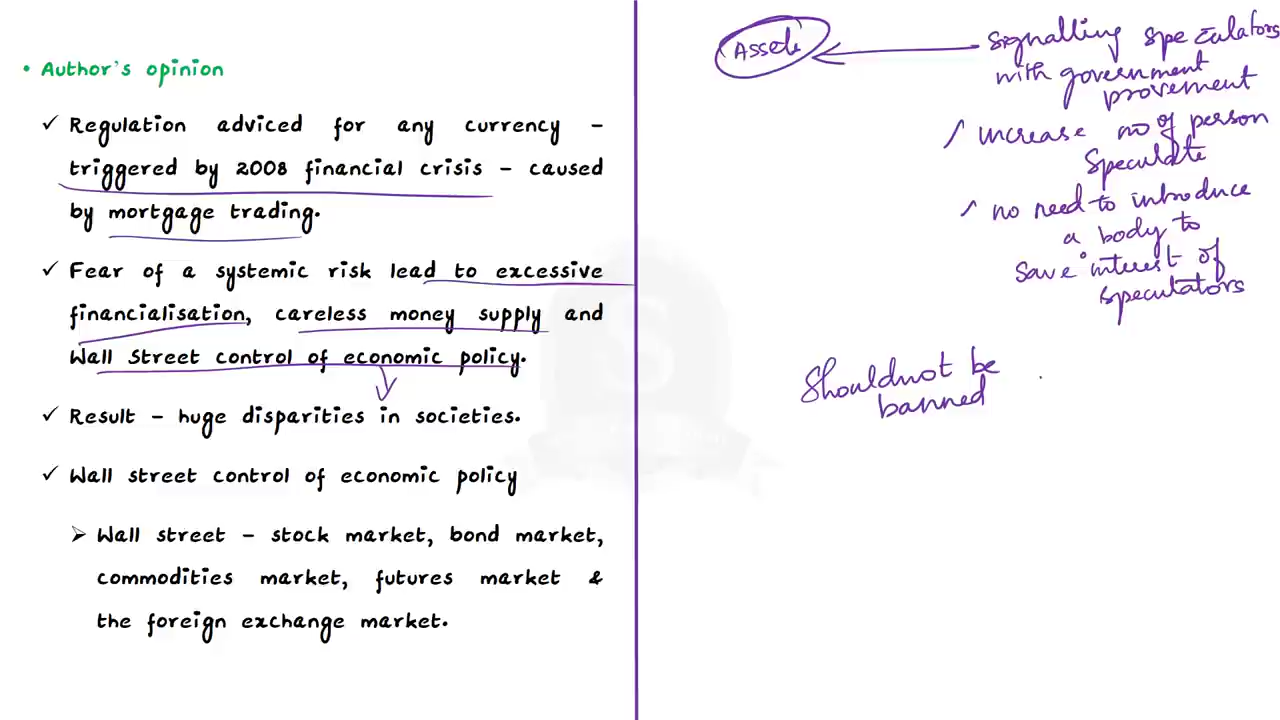 • Author's opinion
✓ Regulation adviced for any currency –
triggered by 2008 financial crisis – caused
by mortgage trading.
✓ Fear of a systemic risk lead to excessive
financialisation, careless money supply and
Wall Street control of economic policy.
✓ Result – huge disparities in societies.
✓ Wall street control of economic policy
➢ Wall street – stock market, bond market,
commodities market, futures market &
the foreign exchange market.
Assets
signalling speculators
with government
provement
increase no of person
speculate
no need to introduce
a body to
save interest of
speculators
Should not be
banned